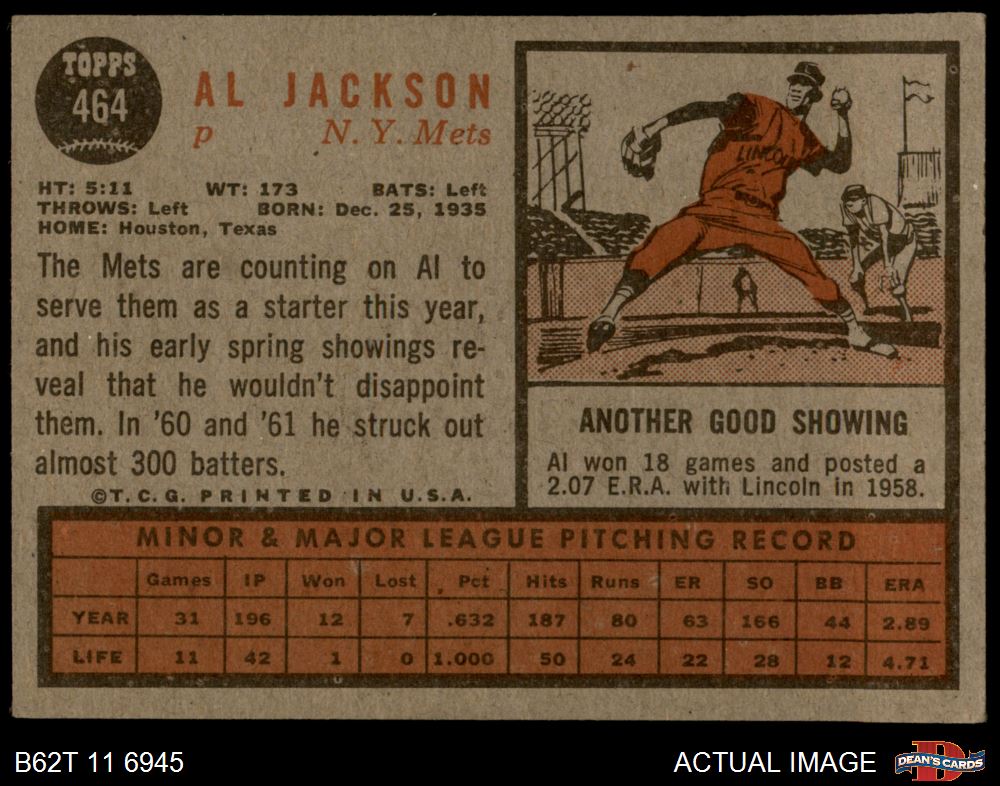 TOPPS
464
AL JACKSON
p N. Y. Mets
HT: 5:11 WT: 173 BATS: Left
THROWS: Left BORN: Dec. 25, 1935
HOME: Houston, Texas
The Mets are counting on Al to
serve them as a starter this year,
and his early spring showings re-
veal that he wouldn't disappoint
them. In '60 and '61 he struck out
almost 300 batters.
©T.C.G. PRINTED IN U.S.A.
LINCOLN
ANOTHER GOOD SHOWING
Al won 18 games and posted a
2.07 E.R.A. with Lincoln in 1958.
MINOR & MAJOR LEAGUE PITCHING RECORD
Games IP Won Lost Pct Hits Runs ER SO BB ERA
YEAR 31 196 12 7 .632 187 80 63 166 44 2.89
LIFE 11 42 1 0 1.000 50 24 22 28 12 4.71
B62T 11 6945
ACTUAL IMAGE
D
DEAN'S CARDS